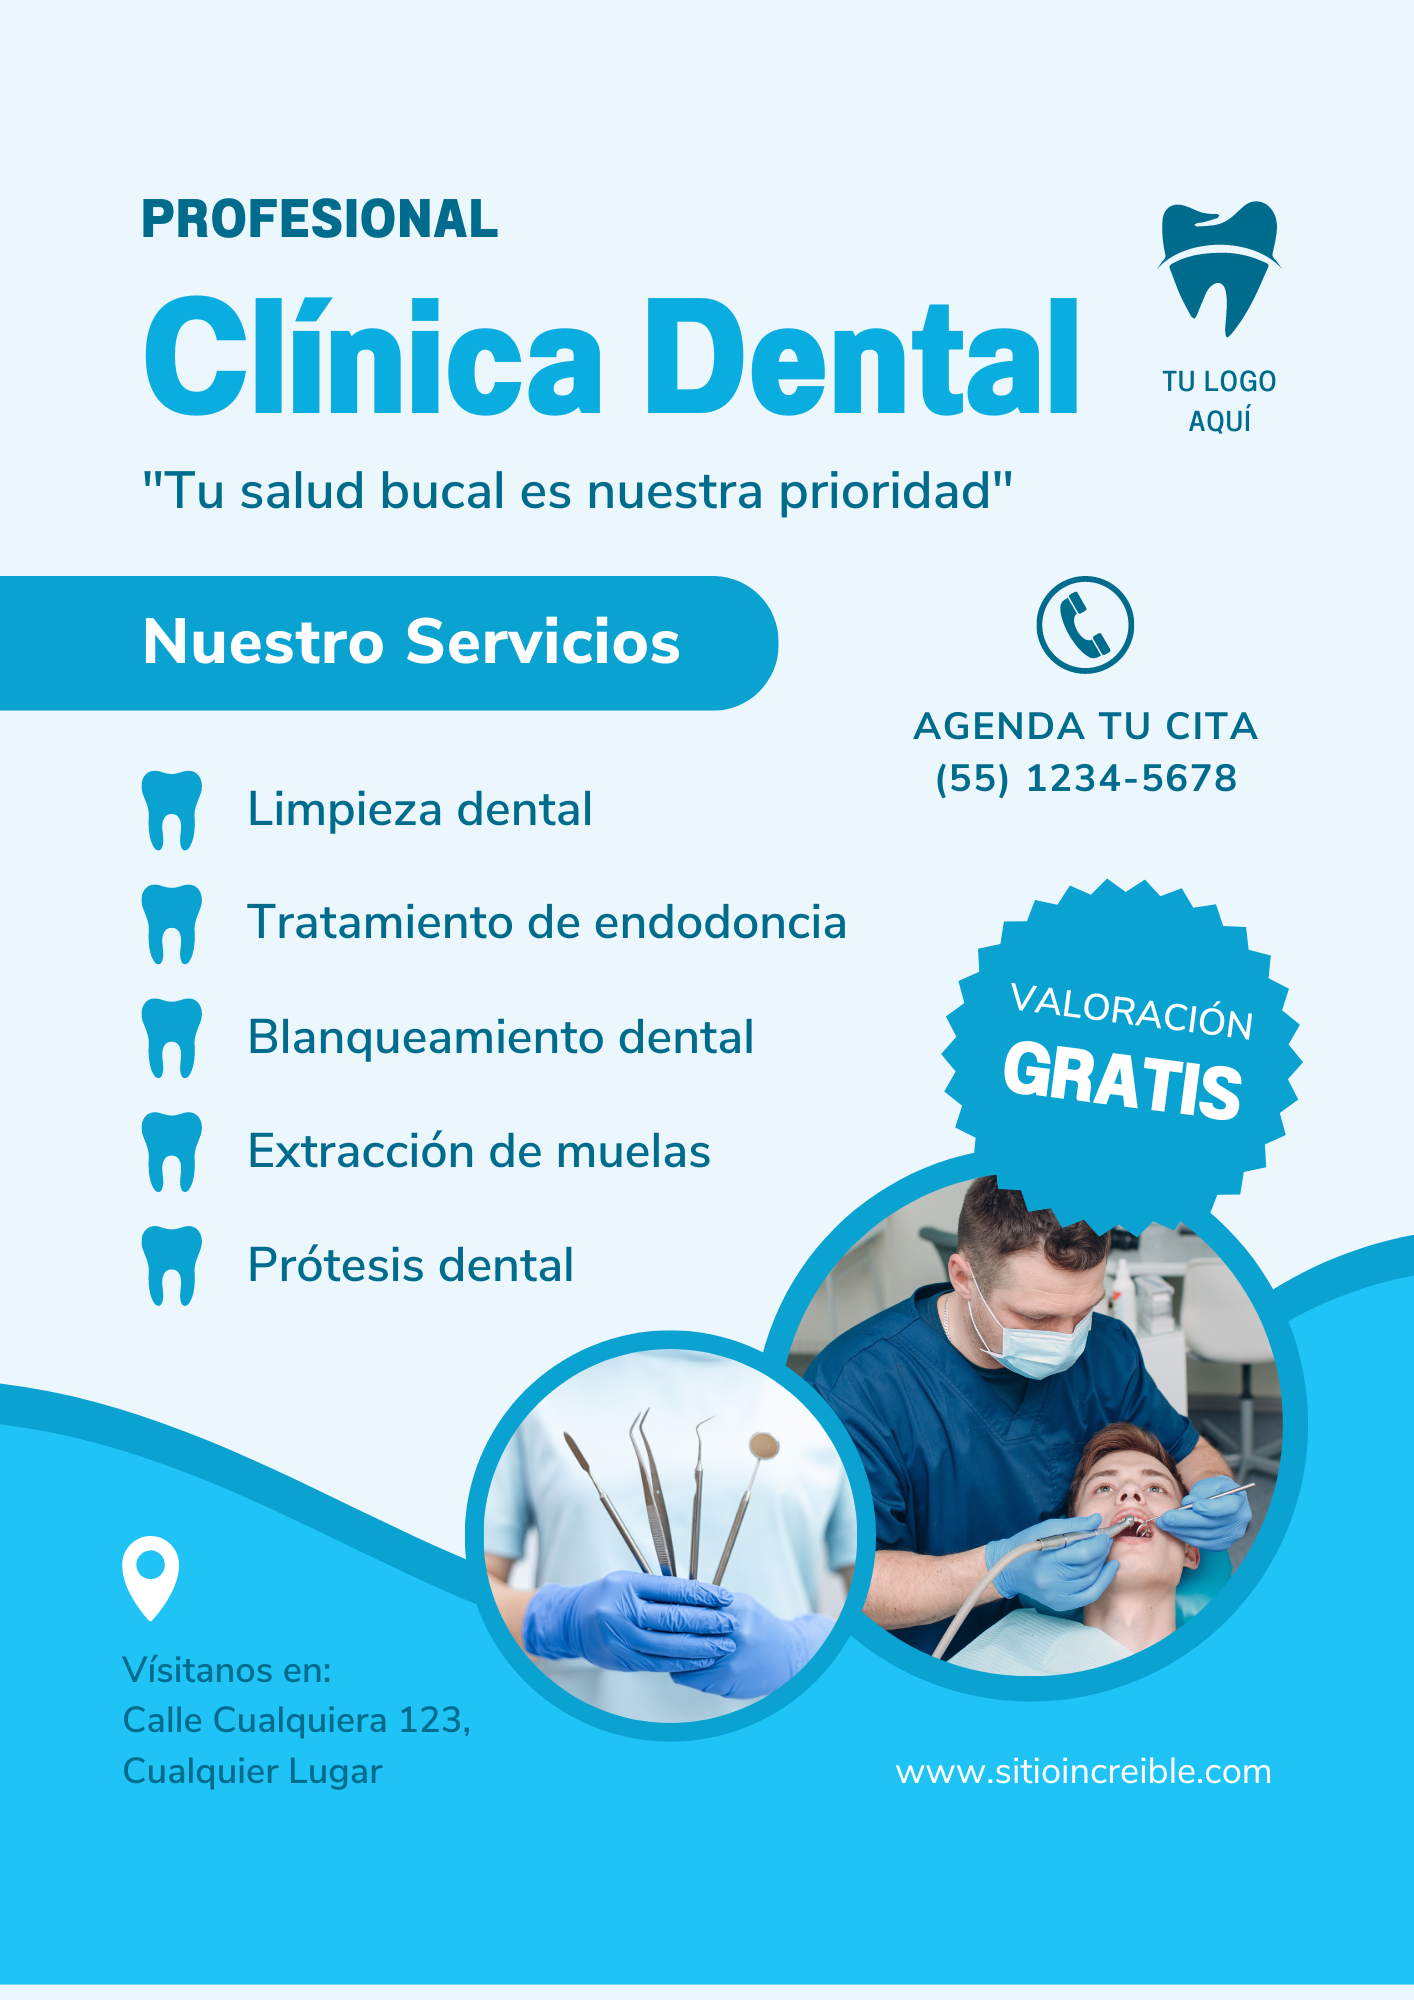 PROFESIONAL
Clínica Dental
"Tu salud bucal es nuestra prioridad"
TU LOGO
AQUÍ
Nuestro Servicios
AGENDA TU CITA
(55) 1234-5678
Limpieza dental
Tratamiento de endodoncia
Blanqueamiento dental
Extracción de muelas
Prótesis dental
VALORACIÓN
GRATIS
Vísitanos en:
Calle Cualquiera 123,
Cualquier Lugar
www.sitioincreible.com